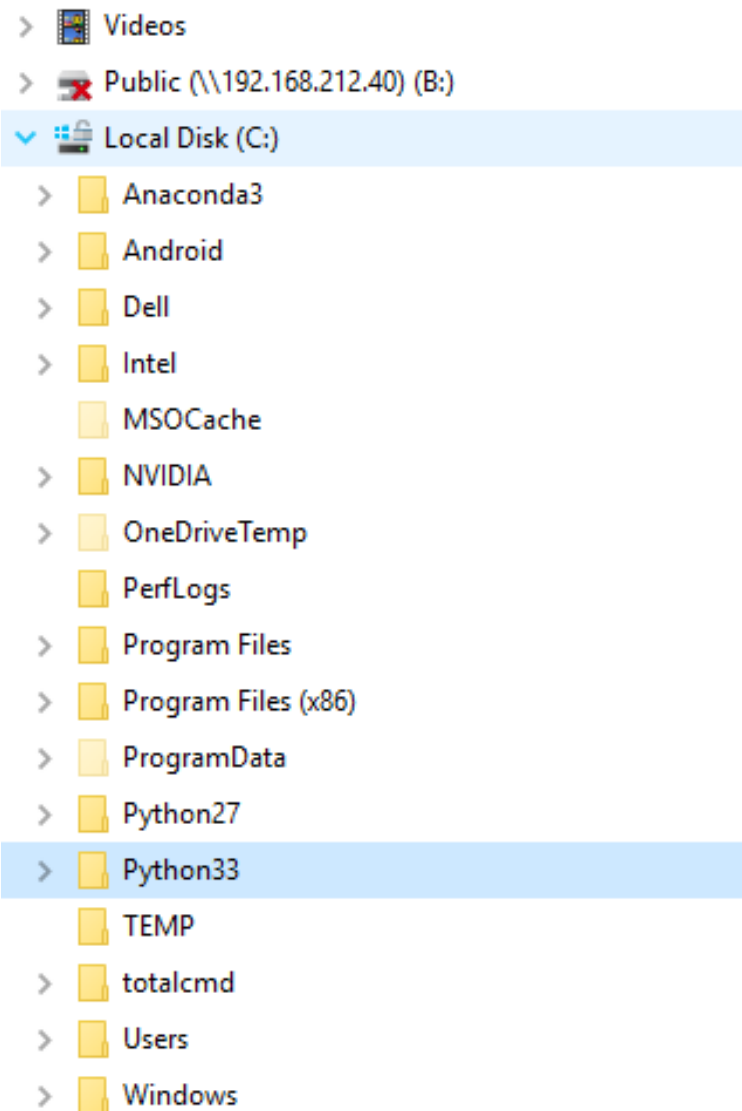 Videos
Public (\\192.168.212.40) (B:)
Local Disk (C:)
Anaconda3
Android
Dell
Intel
MSOCache
NVIDIA
OneDriveTemp
PerfLogs
Program Files
Program Files (x86)
ProgramData
Python27
Python33
TEMP
totalcmd
Users
Windows